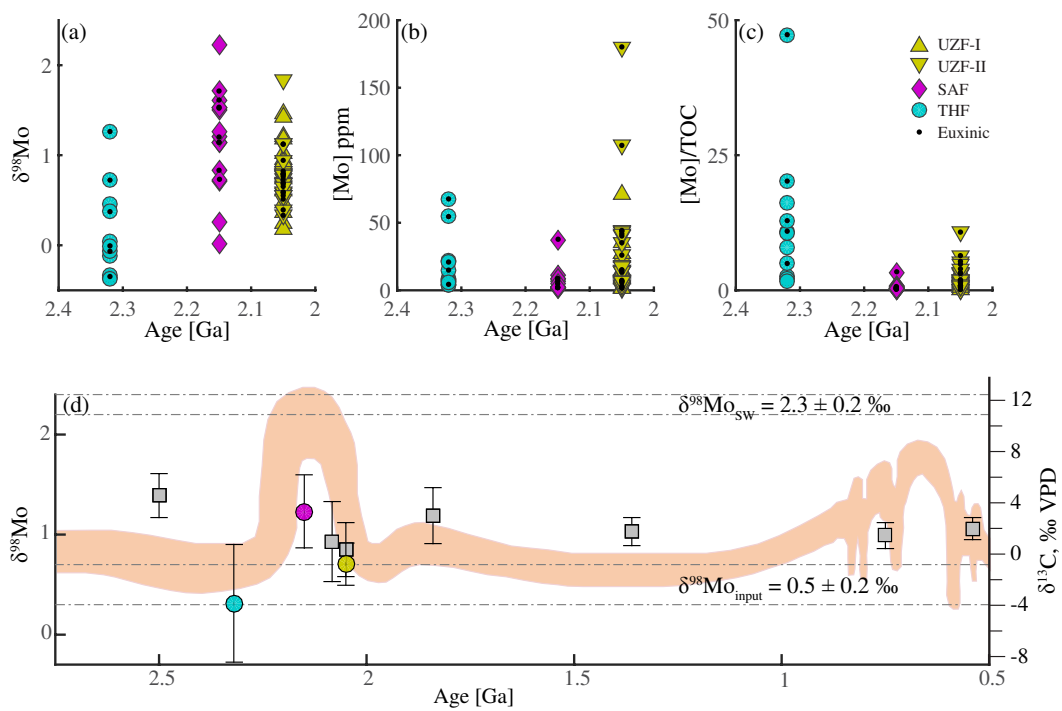 (a)
2
1
0
δ⁹⁸Mo
2.4
2.3
2.2
2.1
2
Age [Ga]
(b)
200
150
100
50
0
[Mo] ppm
2.4
2.3
2.2
2.1
2
Age [Ga]
(c)
50
25
0
[Mo]/TOC
2.4
2.3
2.2
2.1
2
Age [Ga]
UZF-I
UZF-II
SAF
THF
Euxinic
(d)
2
1
0
δ⁹⁸Mo
δ⁹⁸Mo_SW = 2.3 ± 0.2 ‰
δ⁹⁸Mo_input = 0.5 ± 0.2 ‰
12
8
4
0
-4
-8
δ¹³C, ‰ VPD
2.5
2
1.5
1
0.5
Age [Ga]